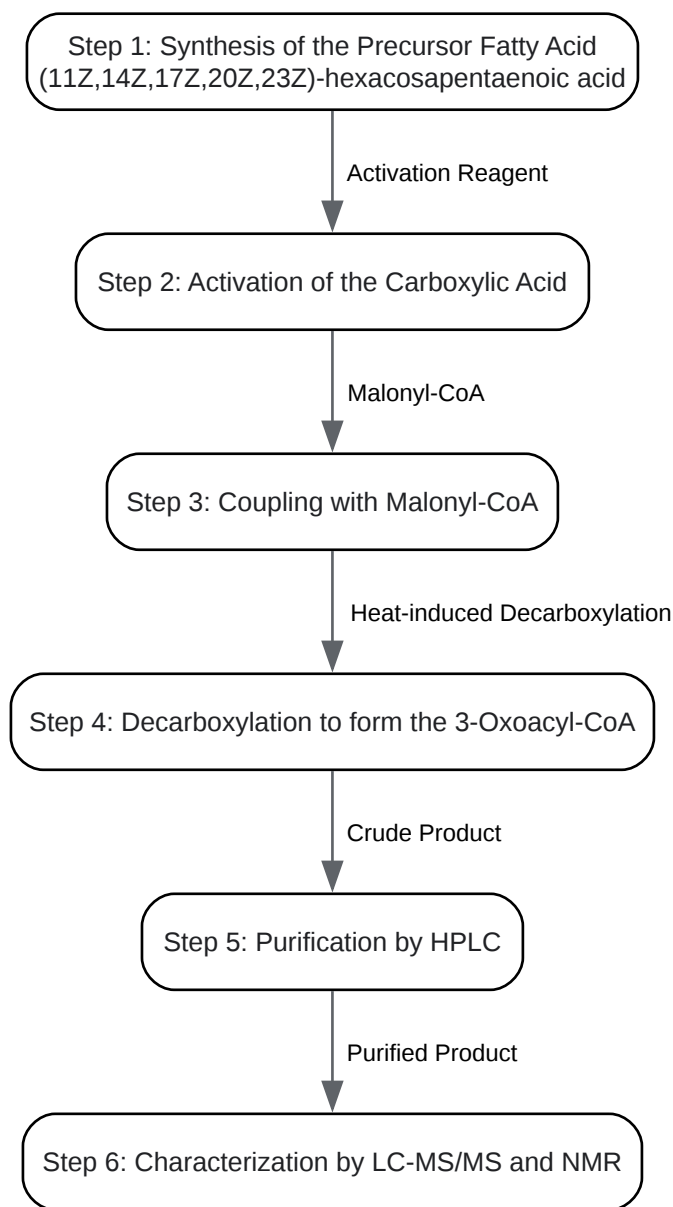 Step 1: Synthesis of the Precursor Fatty Acid
(11Z,14Z,17Z,20Z,23Z)-hexacosapentaenoic acid
Activation Reagent
Step 2: Activation of the Carboxylic Acid
Malonyl-CoA
Step 3: Coupling with Malonyl-CoA
Heat-induced Decarboxylation
Step 4: Decarboxylation to form the 3-Oxoacyl-CoA
Crude Product
Step 5: Purification by HPLC
Purified Product
Step 6: Characterization by LC-MS/MS and NMR